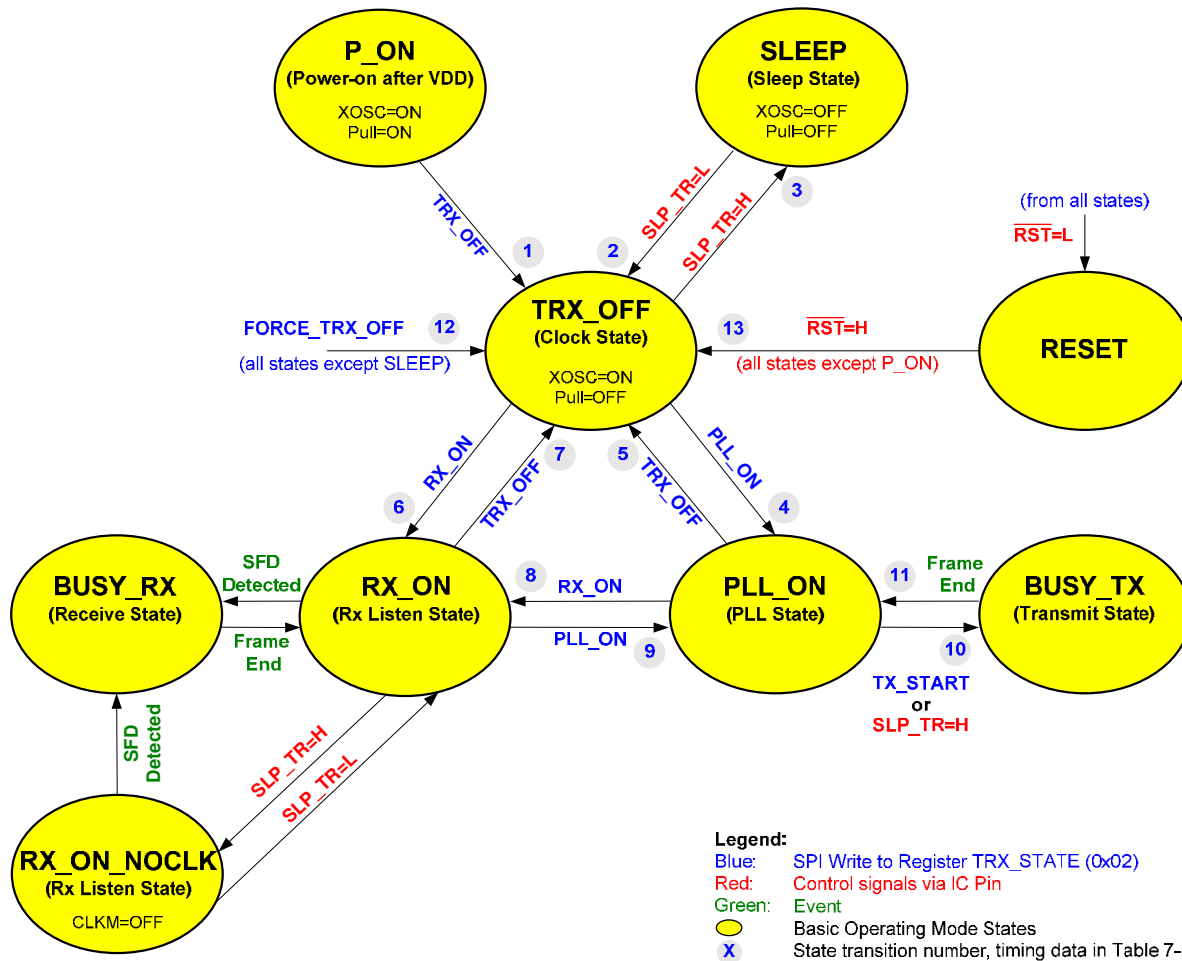 P_ON
(Power-on after VDD)
XOSC=ON
Pull=ON
SLEEP
(Sleep State)
XOSC=OFF
Pull=OFF
TRX_OFF
1
SLP_TR=L
2
SLP_TR=H
3
(from all states)
RST=L
FORCE_TRX_OFF
12
(all states except SLEEP)
TRX_OFF
(Clock State)
XOSC=ON
Pull=OFF
13
RST=H
(all states except P_ON)
RESET
RX_ON
6
TRX_OFF
7
TRX_OFF
5
PLL_ON
4
BUSY_RX
(Receive State)
SFD
Detected
Frame
End
RX_ON
(Rx Listen State)
8
RX_ON
PLL_ON
9
PLL_ON
(PLL State)
11
Frame
End
10
TX_START
or
SLP_TR=H
BUSY_TX
(Transmit State)
SFD
Detected
SLP_TR=H
SLP_TR=L
RX_ON_NOCLK
(Rx Listen State)
CLKM=OFF
Legend:
Blue: SPI Write to Register TRX_STATE (0x02)
Red: Control signals via IC Pin
Green: Event
Basic Operating Mode States
X State transition number, timing data in Table 7–